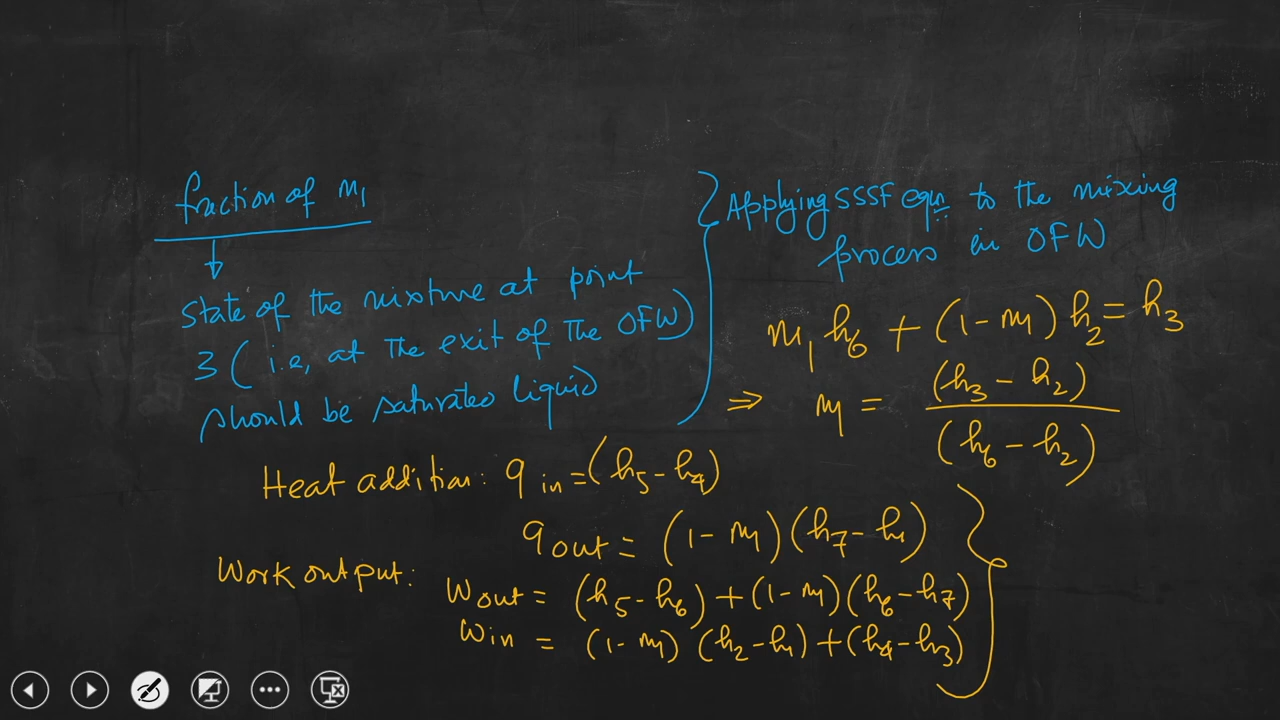 fraction of m₁
State of the mixture at point
3 ( i.e, at the exit of the OFW)
should be saturated liquid
Applying SSSF eqn to the mixing
process in OFW
m₁ h₆ + (1 - m₁) h₂ = h₃
⇒ m₁ = (h₃ - h₂)
(h₆ - h₂)
Heat addition: q in = (h₅ - h₄)
q out = (1 - m₁) (h₇ - h₁)
Work output:
Wout = (h₅ - h₆) + (1 - m₁) (h₆ - h₇)
Win = (1 - m₁) (h₂ - h₁) + (h₄ - h₃)